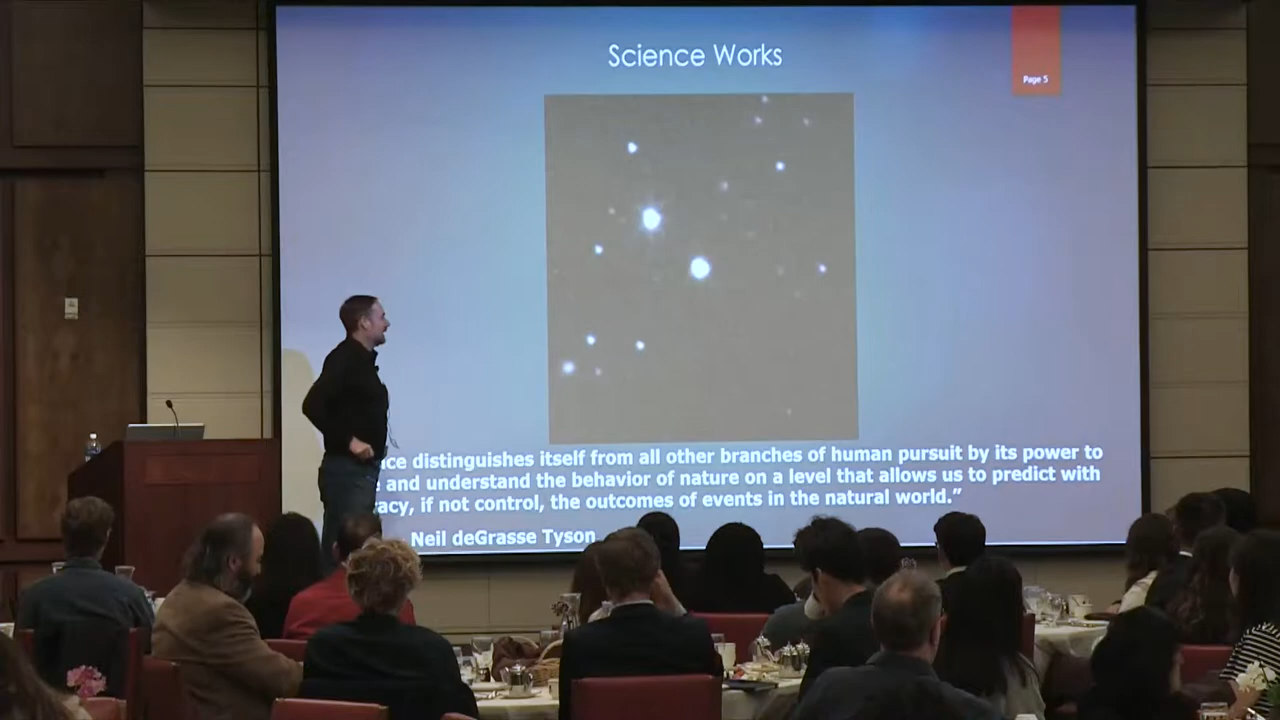 Science Works
Page 5
distinguishes itself from all other branches of human pursuit by its power to
and understand the behavior of nature on a level that allows us to predict with
if not control, the outcomes of events in the natural world.”
Neil deGrasse Tyson